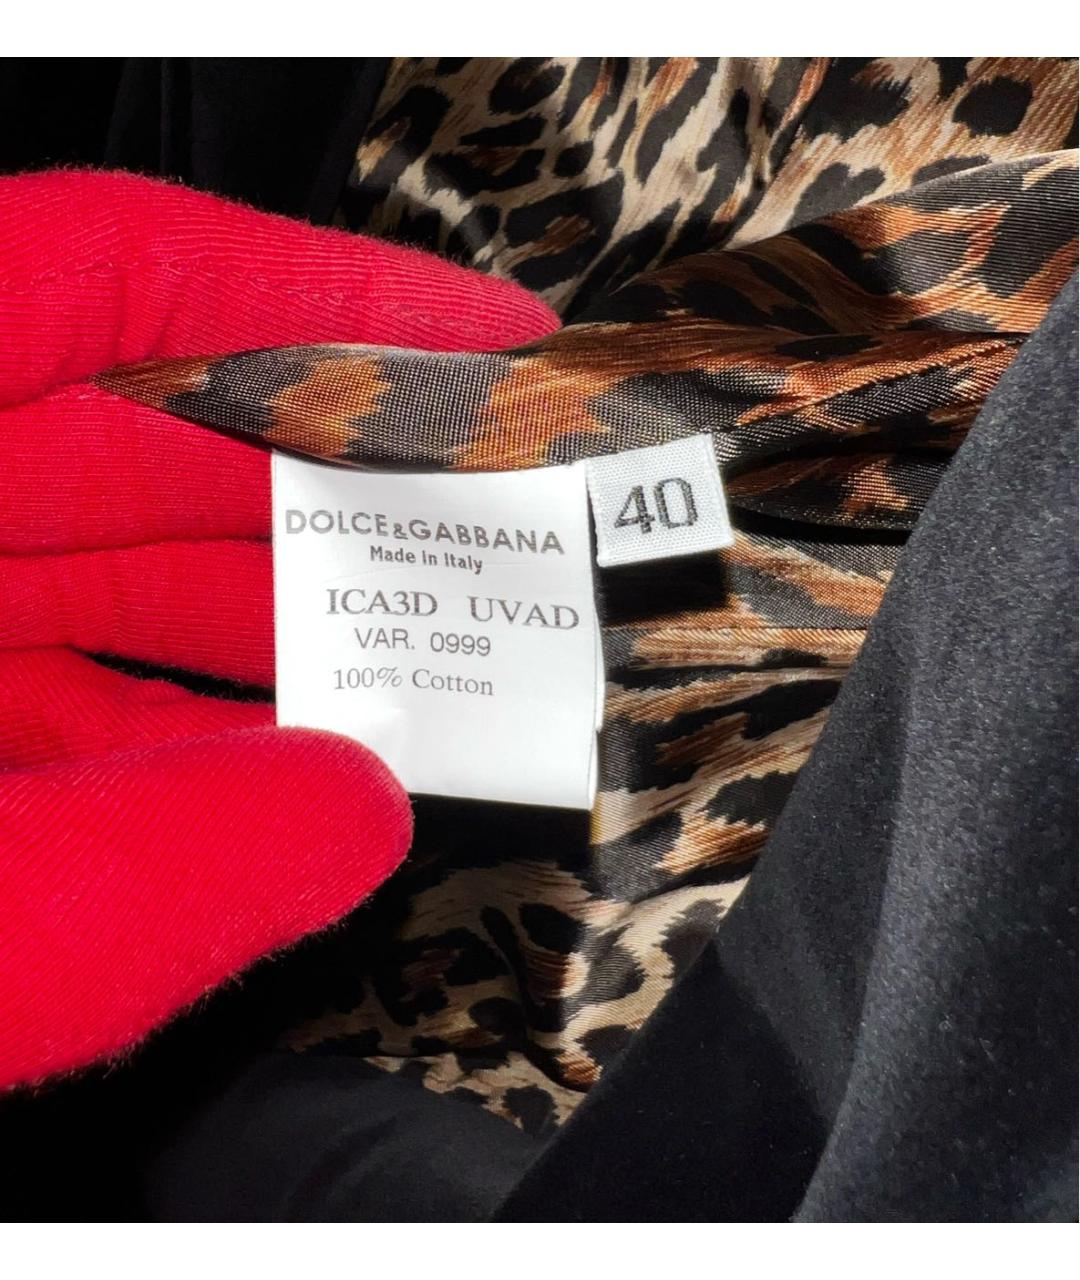 DOLCE&GABBANA
Made in Italy
ICA3D UVAD
VAR. 0999
100% Cotton
40